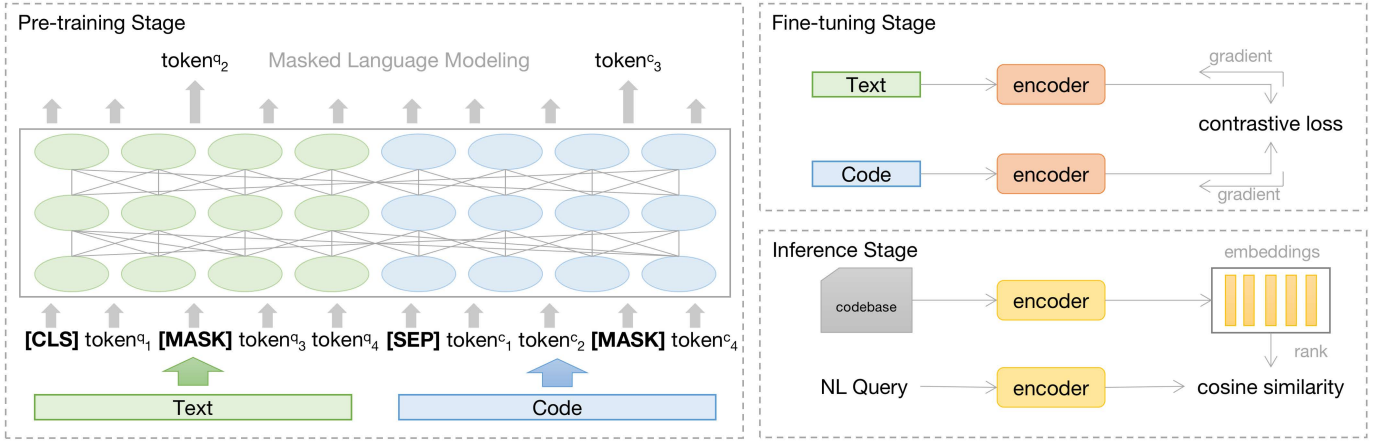 Pre-training Stage
token^q_2 Masked Language Modeling token^c_3
[CLS] token^q_1 [MASK] token^q_3 token^q_4 [SEP] token^c_1 token^c_2 [MASK] token^c_4
Text Code
Fine-tuning Stage
gradient
Text encoder
contrastive loss
Code encoder
gradient
Inference Stage
embeddings
codebase encoder
rank
NL Query encoder cosine similarity